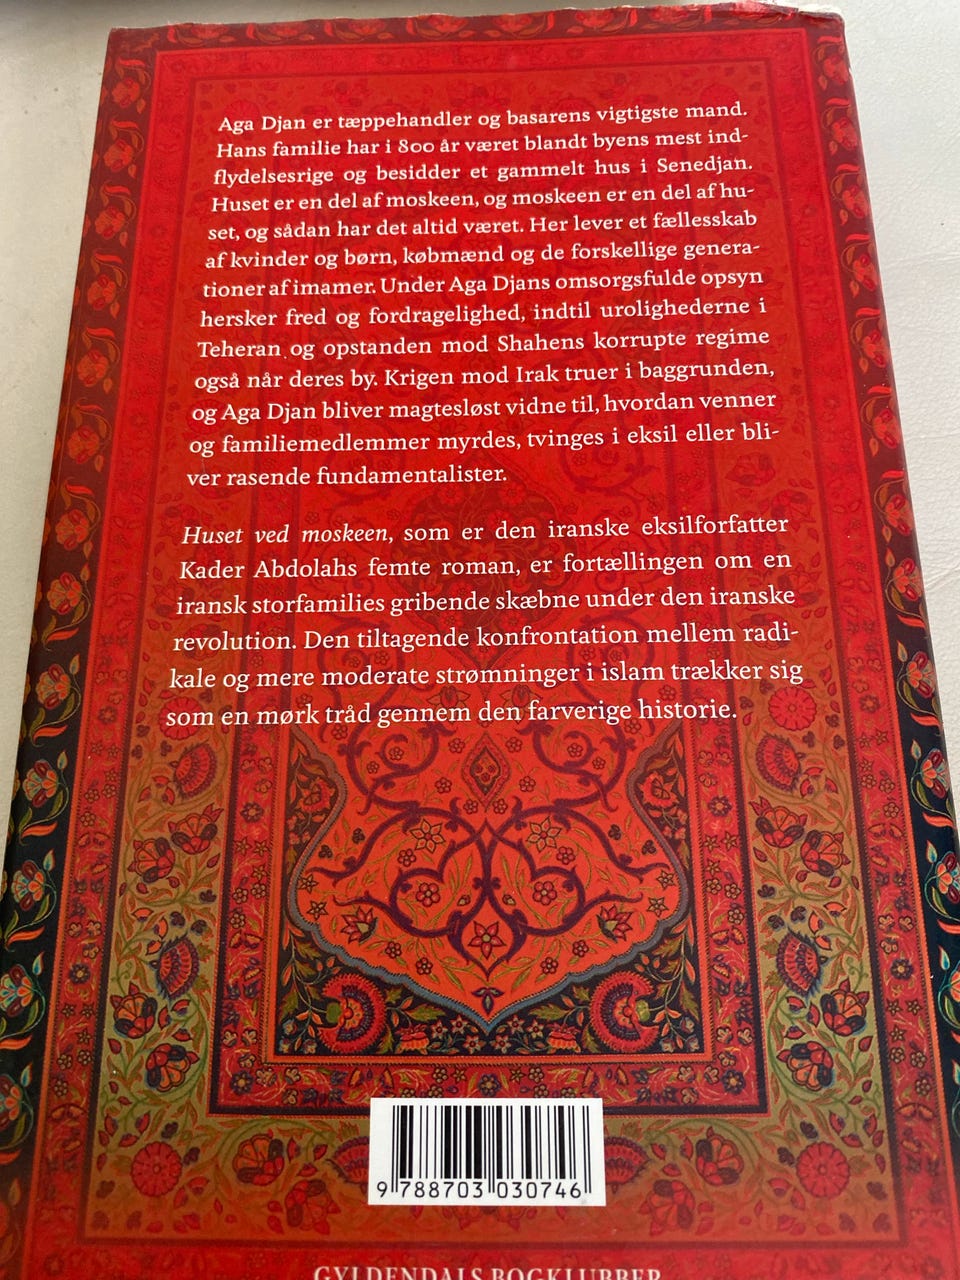 Aga Djan er tæppehandler og basarens vigtigste mand.
Hans familie har i 800 år været blandt byens mest ind-
flydelsesrige og besidder et gammelt hus i Senedjan.
Huset er en del af moskeen, og moskeen er en del af hu-
set, og sådan har det altid været. Her lever et fællesskab
af kvinder og børn, købmænd og de forskellige genera-
tioner af imamer. Under Aga Djans omsorgsfulde opsyn
hersker fred og fordragelighed, indtil urolighederne i
Teheran og opstanden mod Shahens korrupte regime
også når deres by. Krigen mod Irak truer i baggrunden,
og Aga Djan bliver magtesløst vidne til, hvordan venner
og familiemedlemmer myrdes, tvinges i eksil eller bli-
ver rasende fundamentalister.
Huset ved moskeen, som er den iranske eksilforfatter
Kader Abdolahs femte roman, er fortællingen om en
iransk storfamilies gribende skæbne under den iranske
revolution. Den tiltagende konfrontation mellem radi-
kale og mere moderate strømninger i islam trækker sig
som en mørk tråd gennem den farverige historie.
9 788703 030746
GYLDENDALS BOGKLUBBER